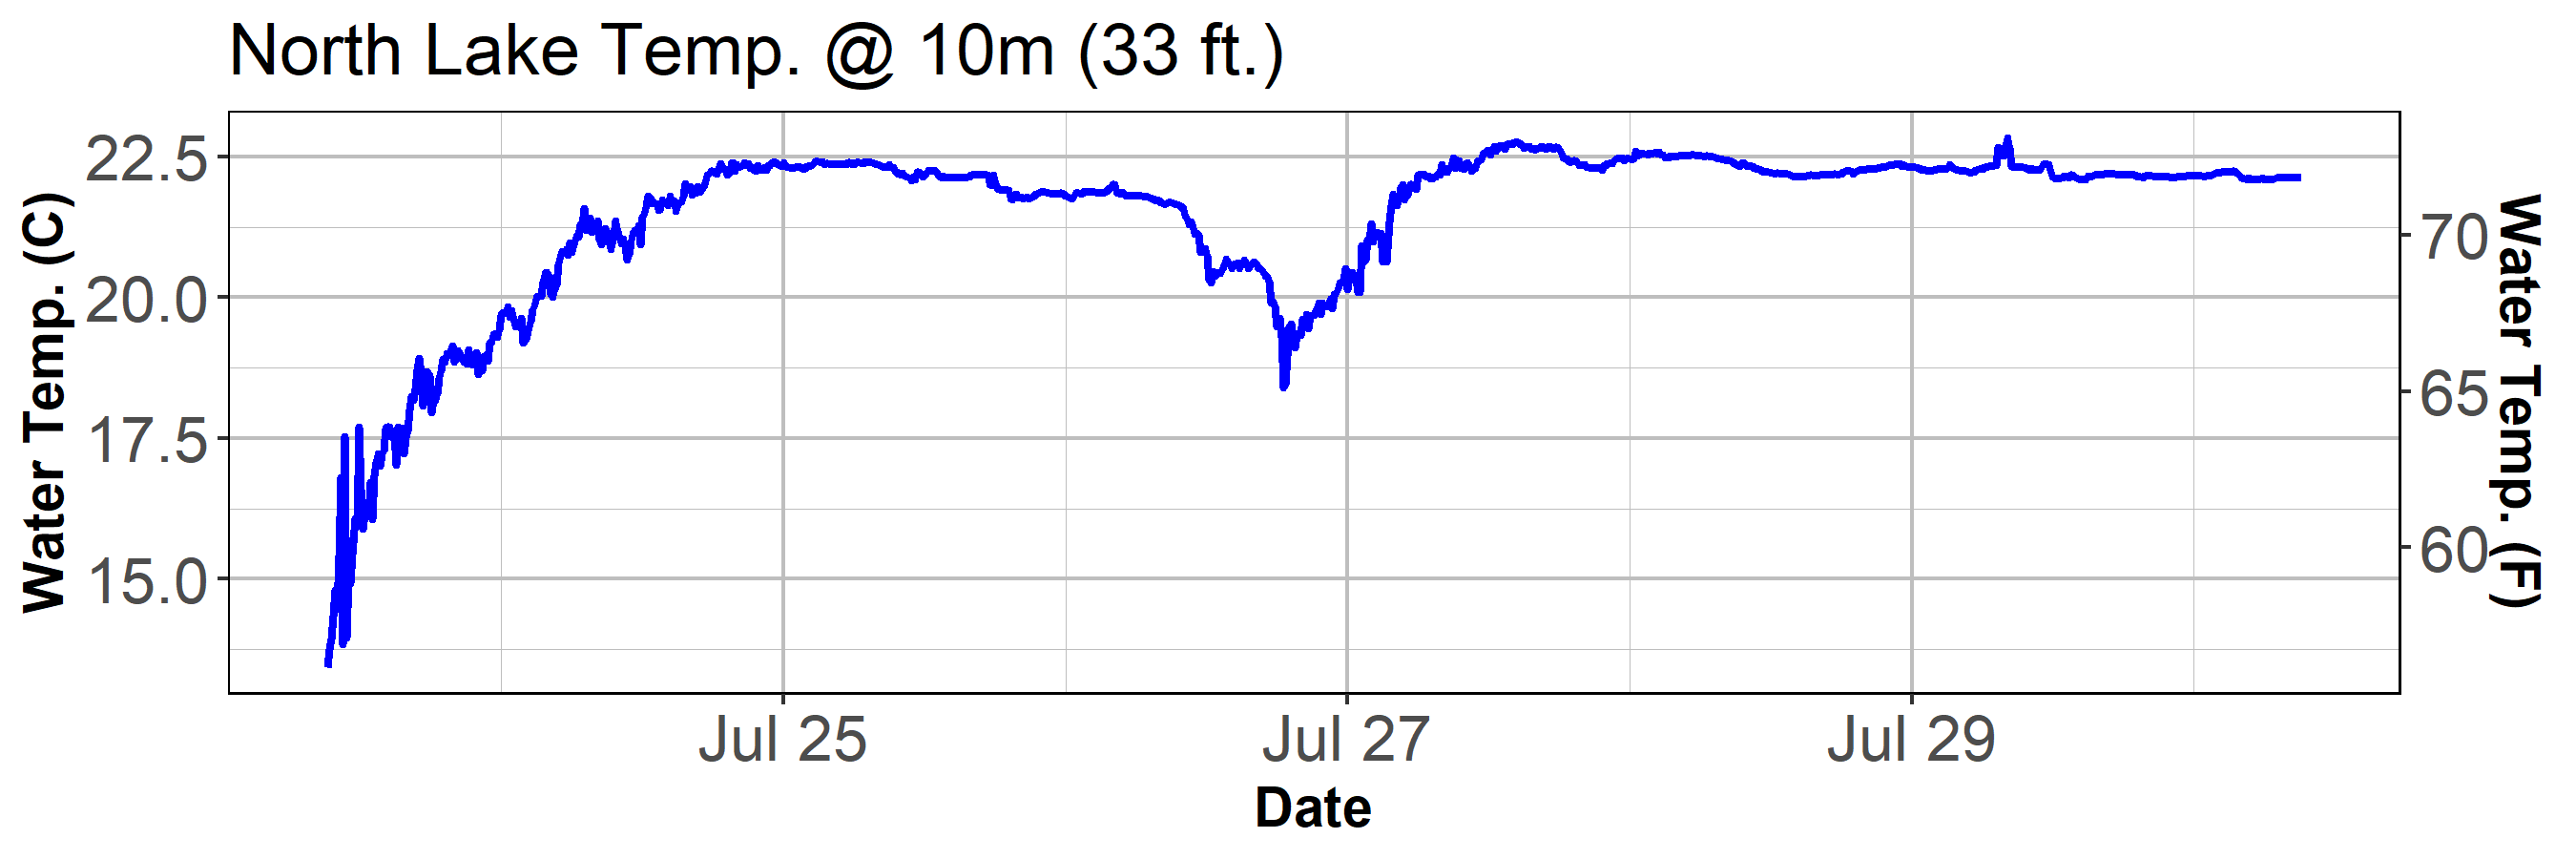 North Lake Temp. @ 10m (33 ft.)
Water Temp. (C)
22.5
20.0
17.5
15.0
70
65
60
Water Temp. (F)
Jul 25
Jul 27
Jul 29
Date